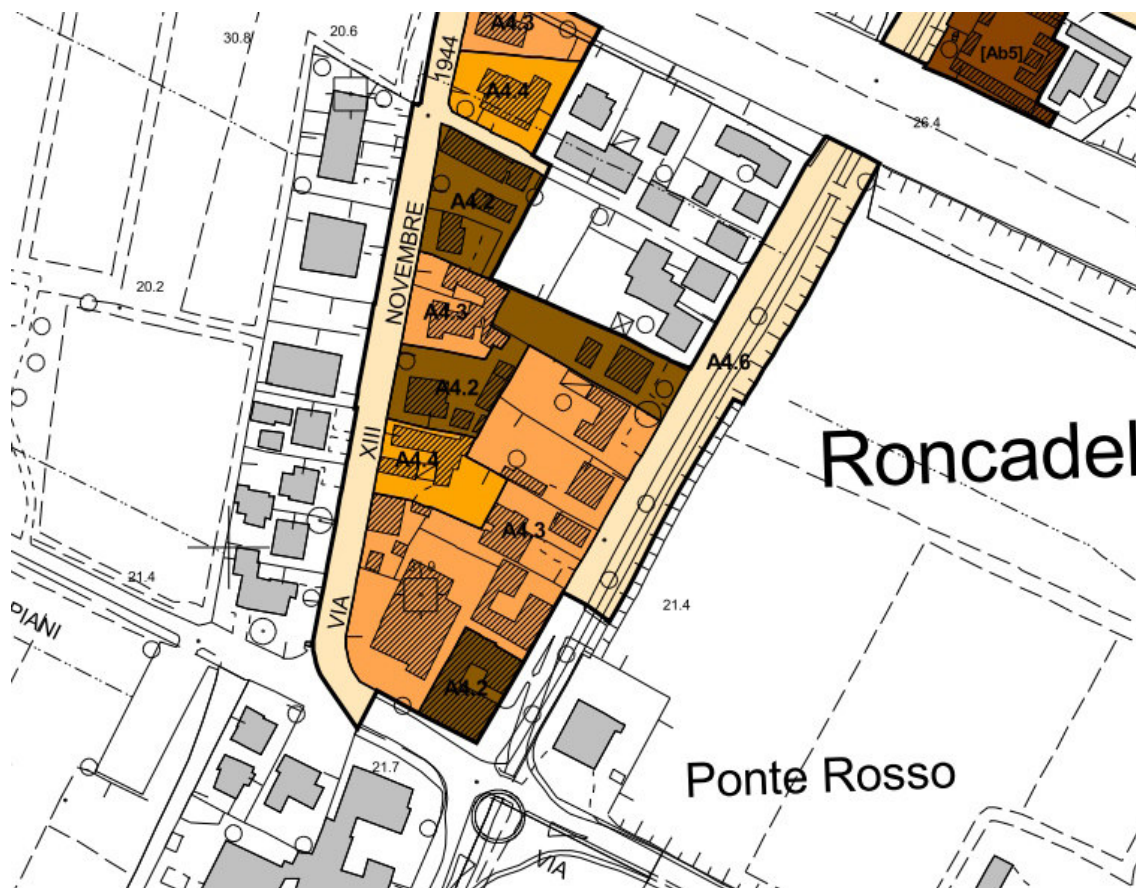 A4.3
20.6
30.8
1944
[Ab5]
A4.4
26.4
A4.2
NOVEMBRE
20.2
A4.3
A4.6
A4.2
XIII
Roncadel
A4.4
A4.3
21.4
21.4
VIA
PIANI
A4.2
21.7
Ponte Rosso
VIA